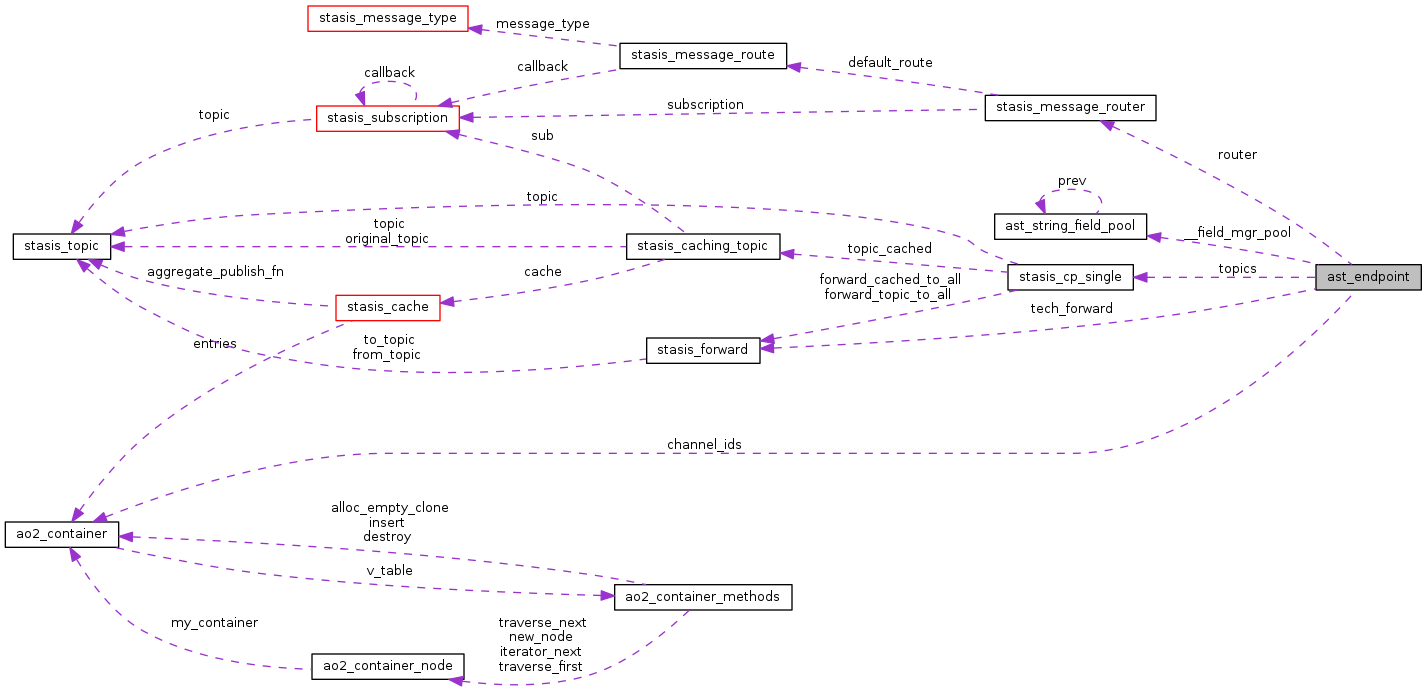 stasis_message_type
message_type
stasis_message_route
default_route
callback
callback
stasis_message_router
subscription
stasis_subscription
topic
sub
router
prev
topic
ast_string_field_pool
topic
original_topic
__field_mgr_pool
stasis_topic
stasis_caching_topic
topic_cached
aggregate_publish_fn
cache
stasis_cp_single
topics
ast_endpoint
forward_cached_to_all
forward_topic_to_all
stasis_cache
tech_forward
entries
to_topic
from_topic
stasis_forward
channel_ids
alloc_empty_clone
insert
destroy
ao2_container
v_table
ao2_container_methods
my_container
traverse_next
new_node
iterator_next
traverse_first
ao2_container_node